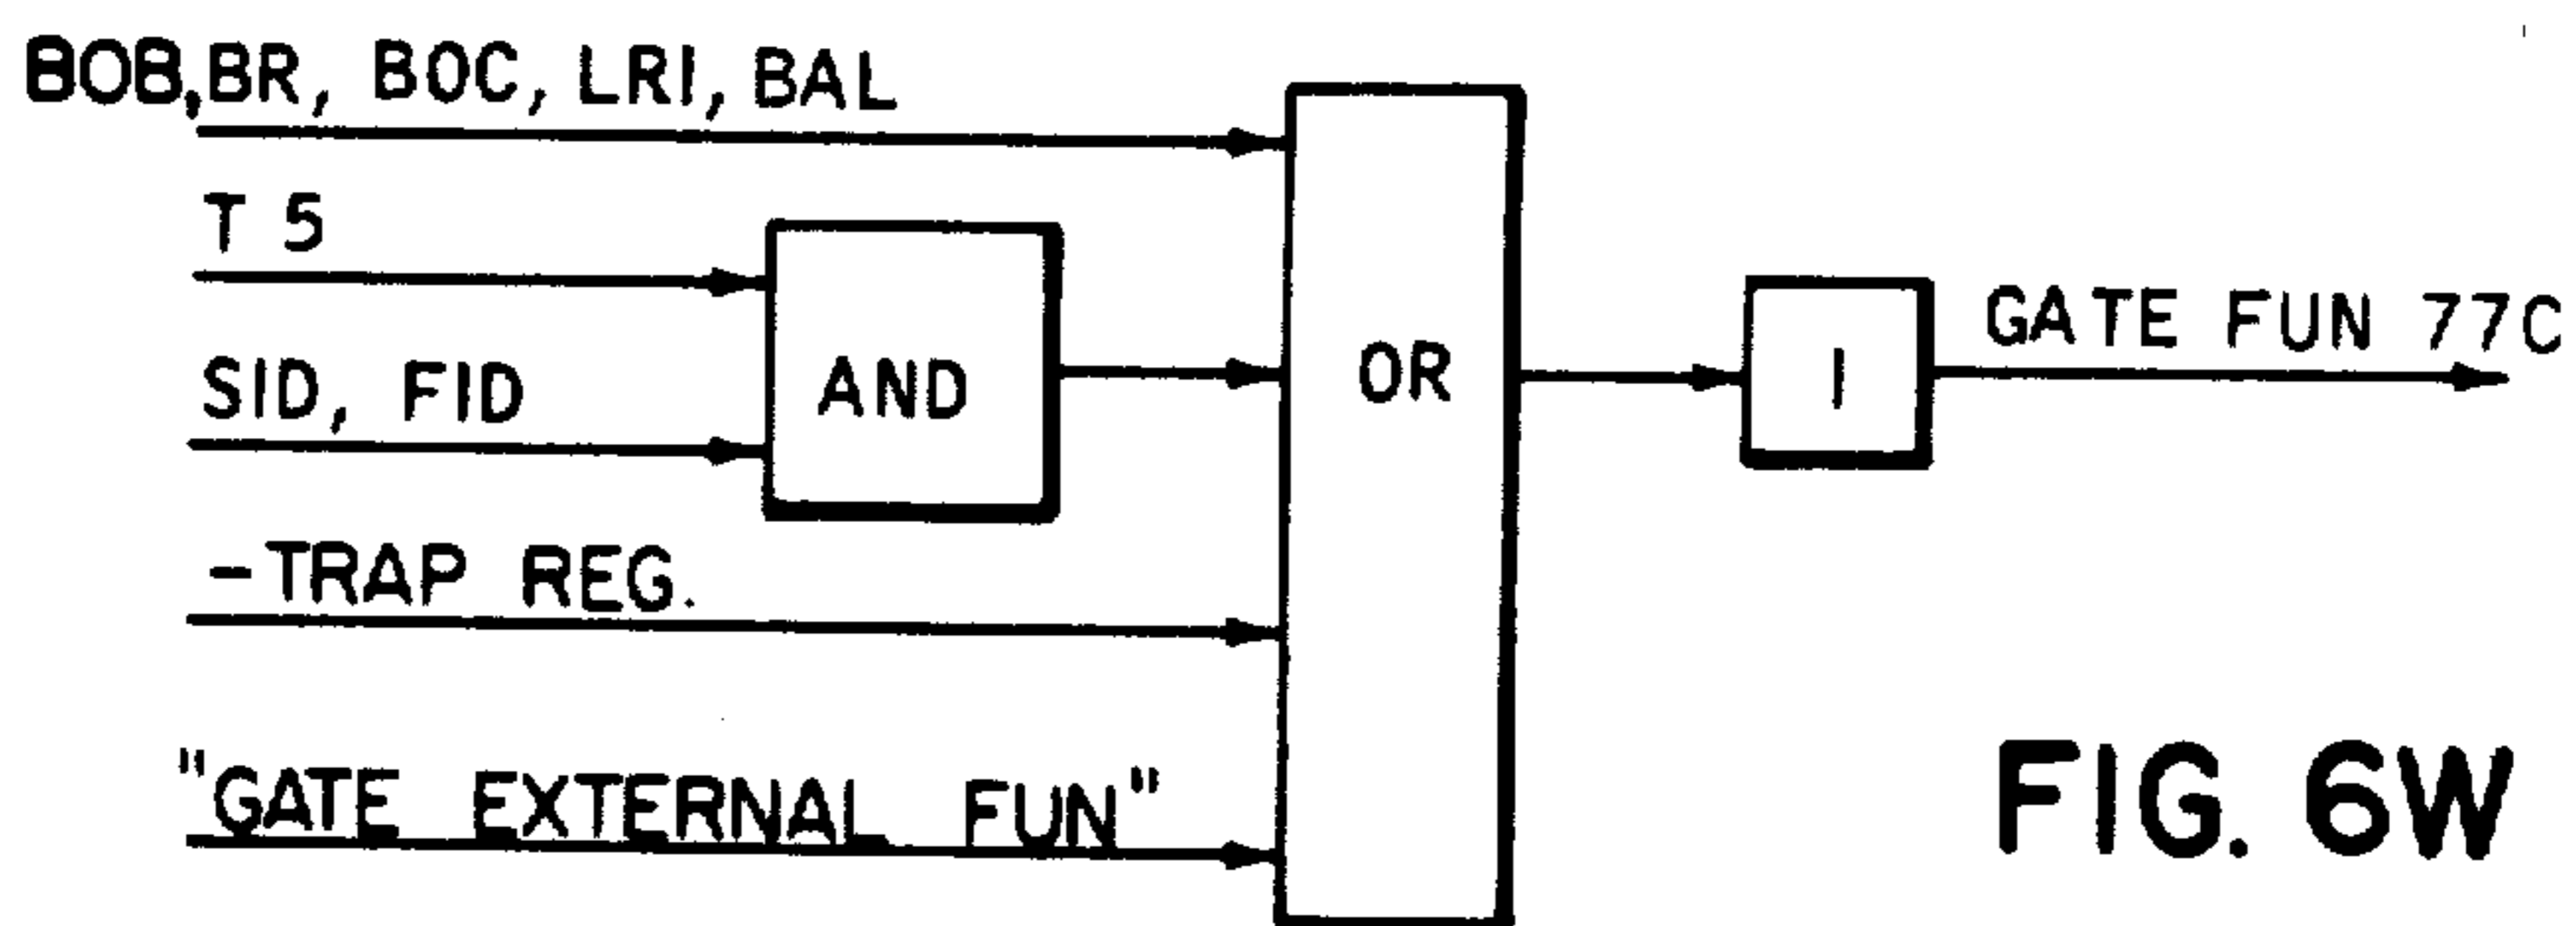 BOB, BR, BOC, LRI, BAL
T 5
SID, FID
AND
OR
I
GATE FUN 77C
-TRAP REG.
"GATE EXTERNAL FUN"
FIG. 6W